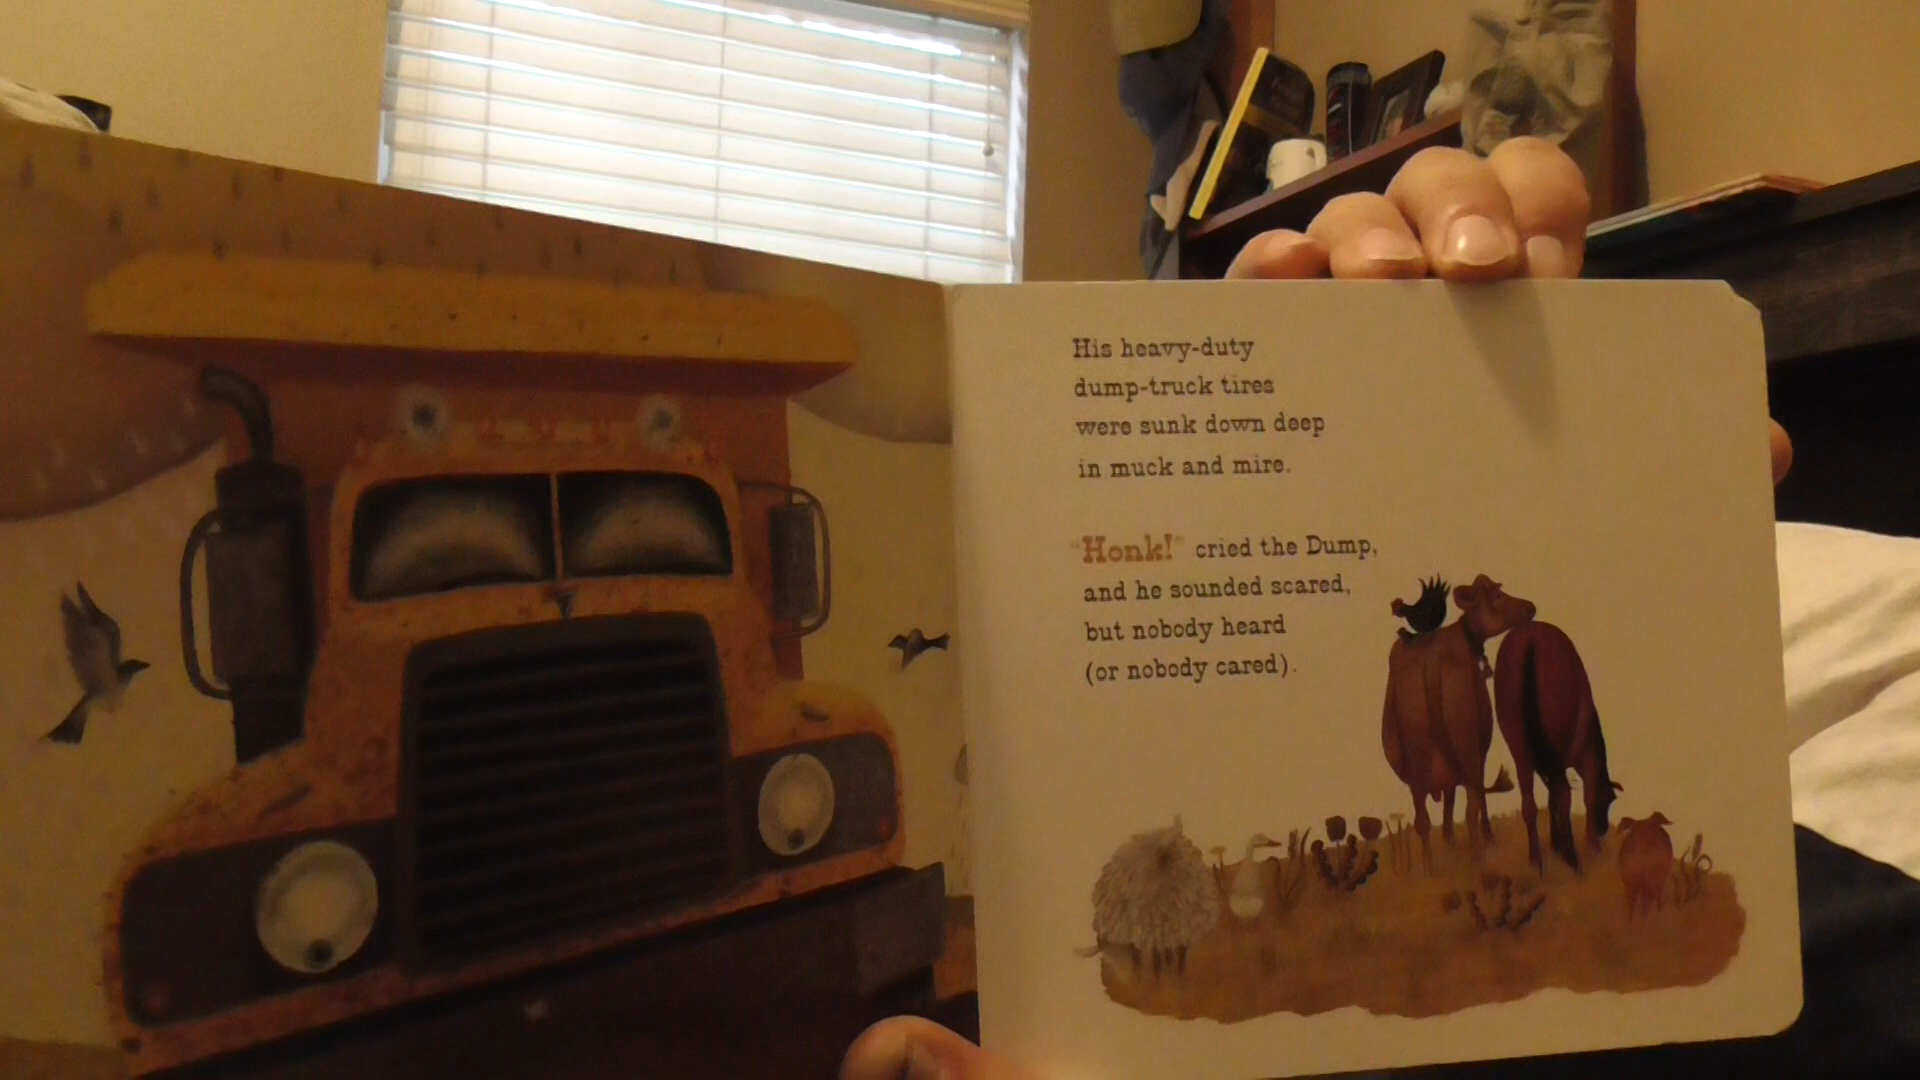 His heavy-duty
dump-truck tires
were sunk down deep
in muck and mire.
"Honk!" cried the Dump,
and he sounded scared,
but nobody heard
(or nobody cared).